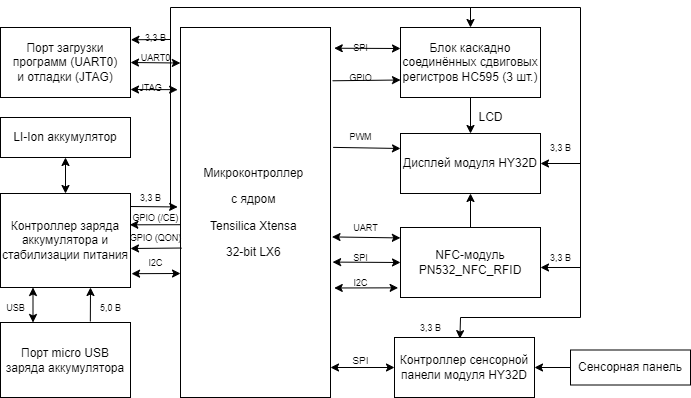 Порт загрузки
программ (UART0)
и отладки (JTAG)
3,3 В
UART0
JTAG
LI-Ion аккумулятор
Контроллер заряда
аккумулятора и
стабилизации питания
3,3 В
GPIO (/CE)
GPIO (QON)
I2C
USB
5,0 В
Порт micro USB
заряда аккумулятора
Микроконтроллер
с ядром
Tensilica Xtensa
32-bit LX6
SPI
GPIO
PWM
UART
SPI
I2C
SPI
Блок каскадно
соединённых сдвиговых
регистров HC595 (3 шт.)
LCD
Дисплей модуля HY32D
3,3 В
NFC-модуль
PN532_NFC_RFID
3,3 В
3,3 В
Контроллер сенсорной
панели модуля HY32D
Сенсорная панель